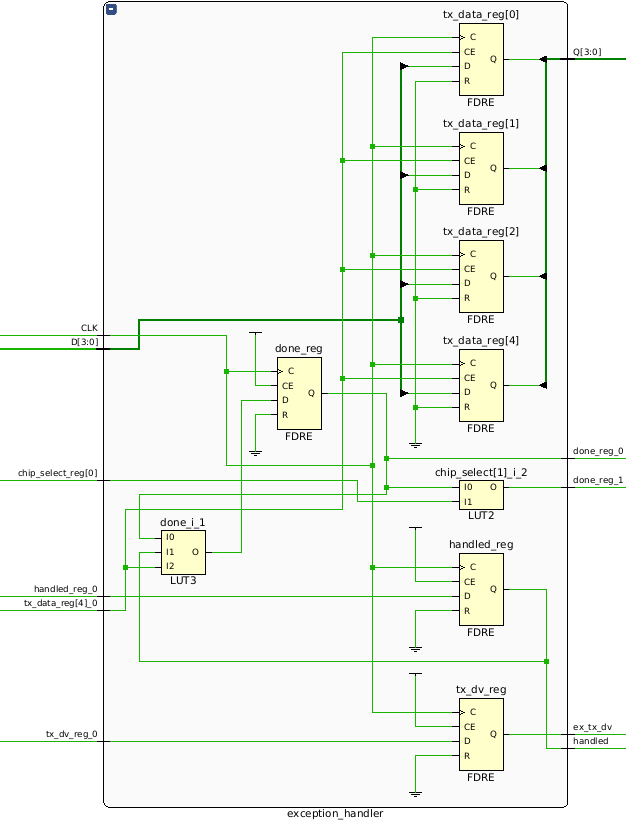 tx_data_reg[0]
C
CE
D
R
Q
FDRE
Q[3:0]
tx_data_reg[1]
C
CE
D
R
Q
FDRE
tx_data_reg[2]
C
CE
D
R
Q
FDRE
CLK
D[3:0]
done_reg
C
CE
D
R
Q
FDRE
tx_data_reg[4]
C
CE
D
R
Q
FDRE
done_reg_0
chip_select_reg[0]
chip_select[1]_i_2
I0
I1
O
LUT2
done_reg_1
done_i_1
I0
I1
I2
O
LUT3
handled_reg
C
CE
D
R
Q
FDRE
handled_reg_0
tx_data_reg[4]_0
tx_dv_reg
C
CE
D
R
Q
FDRE
tx_dv_reg_0
ex_tx_dv
handled
exception_handler